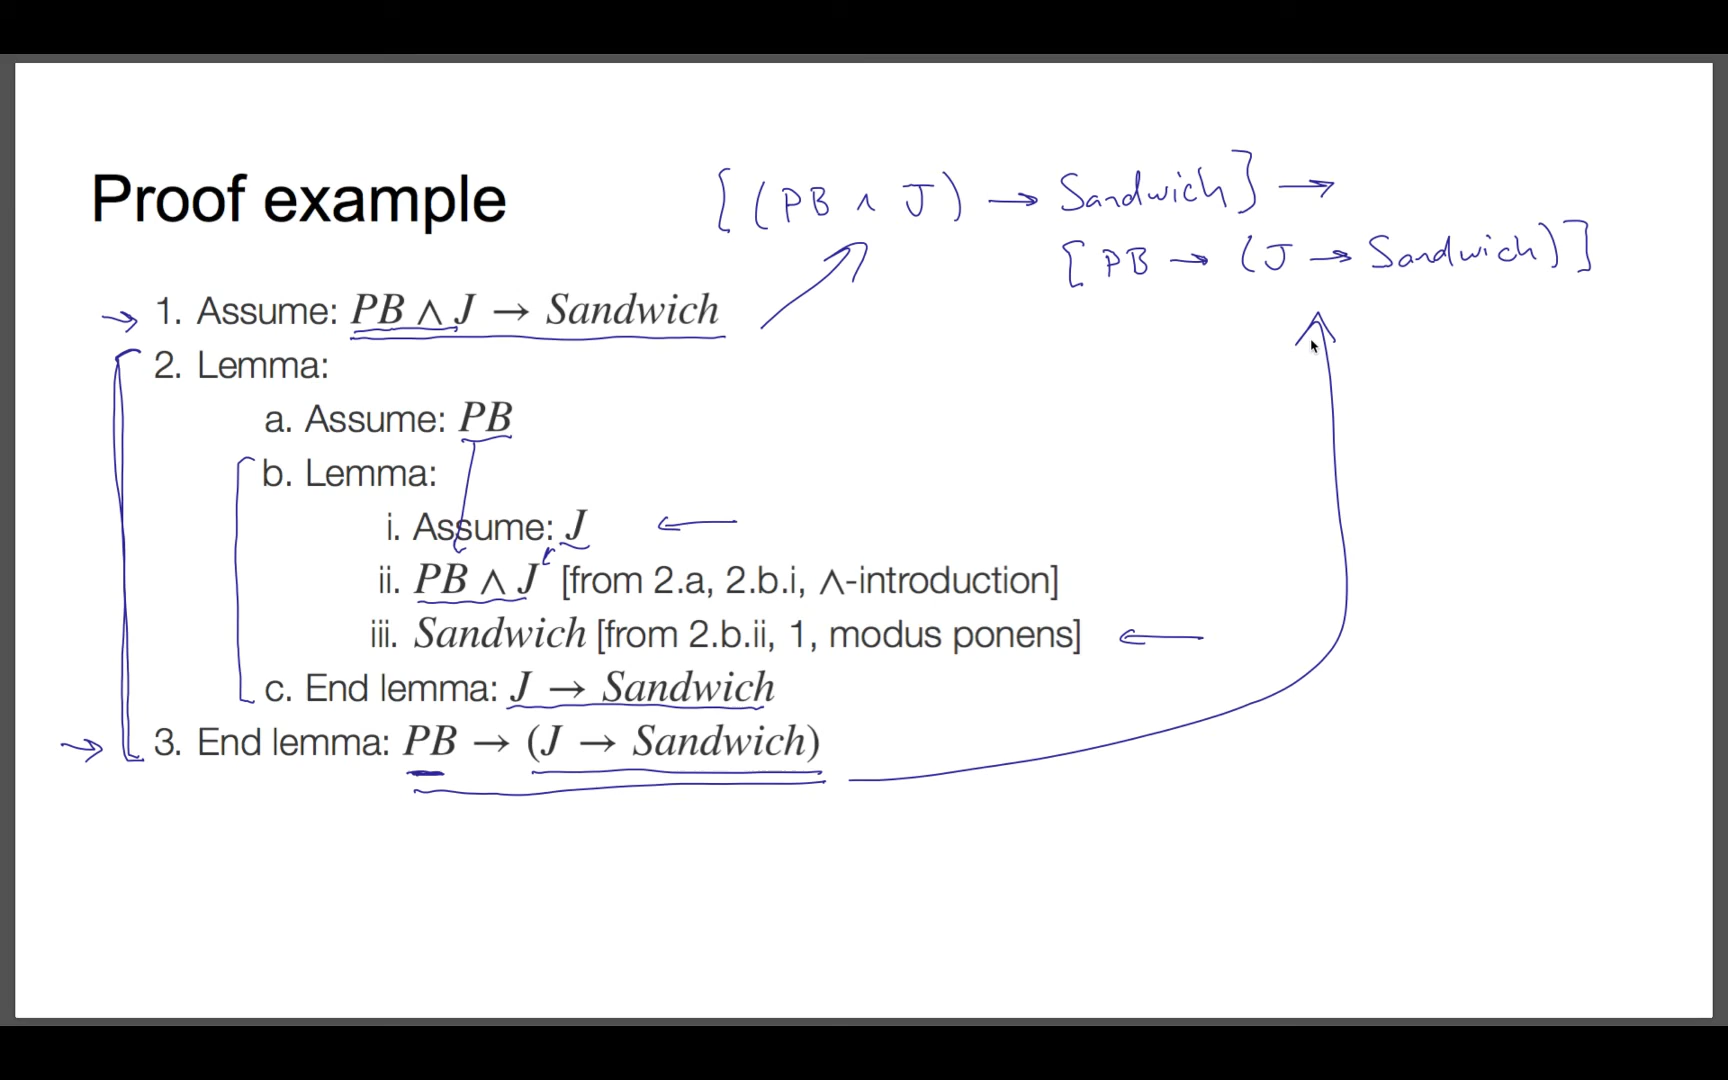 Proof example
[(PB ∧ J) → Sandwich] →
[PB → (J → Sandwich)]
1. Assume: PB ∧ J → Sandwich
2. Lemma:
a. Assume: PB
b. Lemma:
i. Assume: J
ii. PB ∧ J [from 2.a, 2.b.i, ∧-introduction]
iii. Sandwich [from 2.b.ii, 1, modus ponens]
c. End lemma: J → Sandwich
3. End lemma: PB → (J → Sandwich)